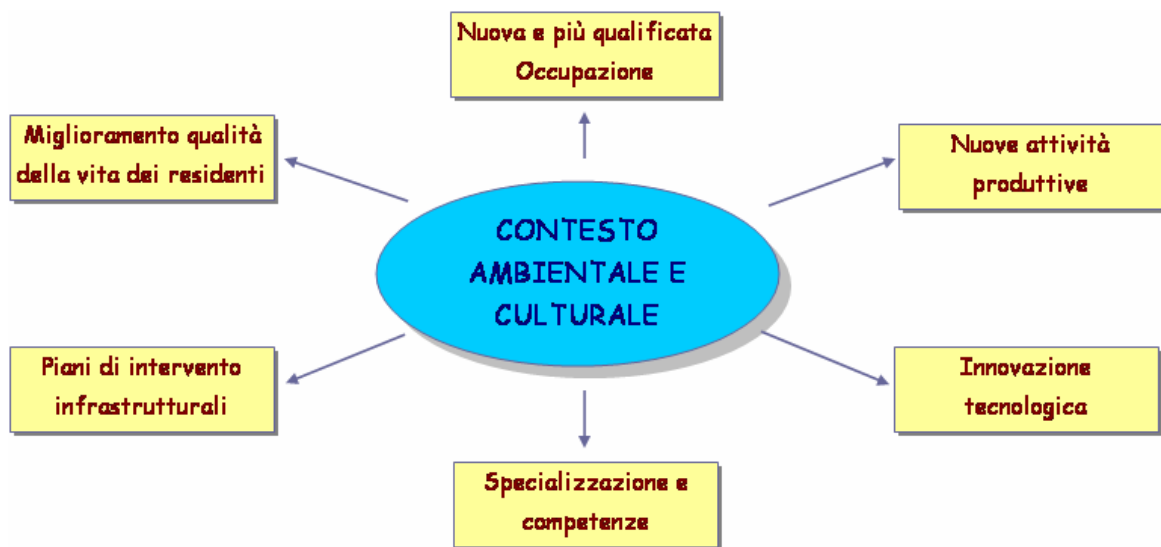 Nuova e più qualificata
Occupazione
Miglioramento qualità
della vita dei residenti
Nuove attività
produttive
CONTESTO
AMBIENTALE E
CULTURALE
Piani di intervento
infrastrutturali
Innovazione
tecnologica
Specializzazione e
competenze